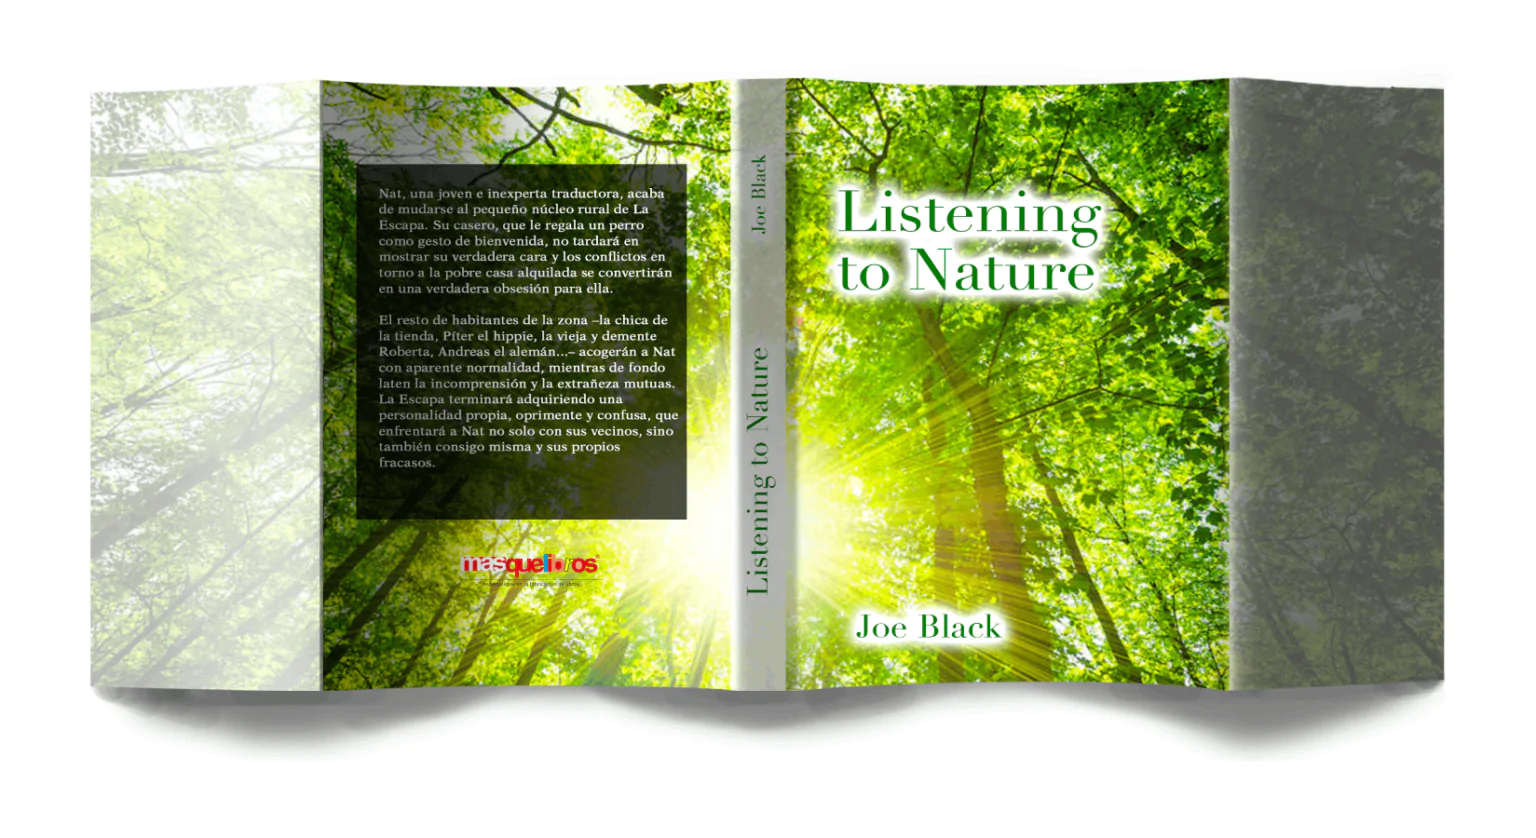 Nat, una joven e inexperta traductora, acaba
de mudarse al pequeño núcleo rural de La
Escapa. Su casero, que le regala un perro
como gesto de bienvenida, no tardará en
mostrar su verdadera cara y los conflictos en
torno a la pobre casa alquilada se convertirán
en una verdadera obsesión para ella.
El resto de habitantes de la zona –la chica de
la tienda, Píter el hippie, la vieja y demente
Roberta, Andreas el alemán...– acogerán a Nat
con aparente normalidad, mientras de fondo
laten la incomprensión y la extrañeza mutuas.
La Escapa terminará adquiriendo una
personalidad propia, oprimente y confusa, que
enfrentará a Nat no solo con sus vecinos, sino
también consigo misma y sus propios
fracasos.
masquelibros
Listening to Nature
Joe Black
Listening
to Nature
Joe Black